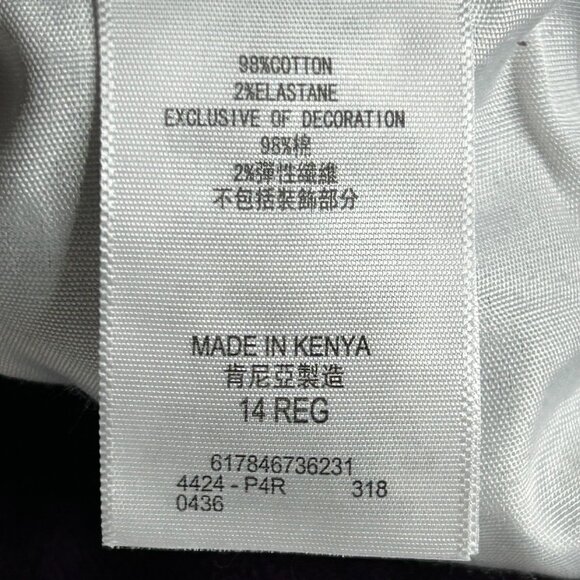 98%COTTON
2%ELASTANE
EXCLUSIVE OF DECORATION
98%棉
2%彈性纖維
不包括裝飾部分
MADE IN KENYA
肯尼亞製造
14 REG
617846736231
4424 - P4R 318
0436